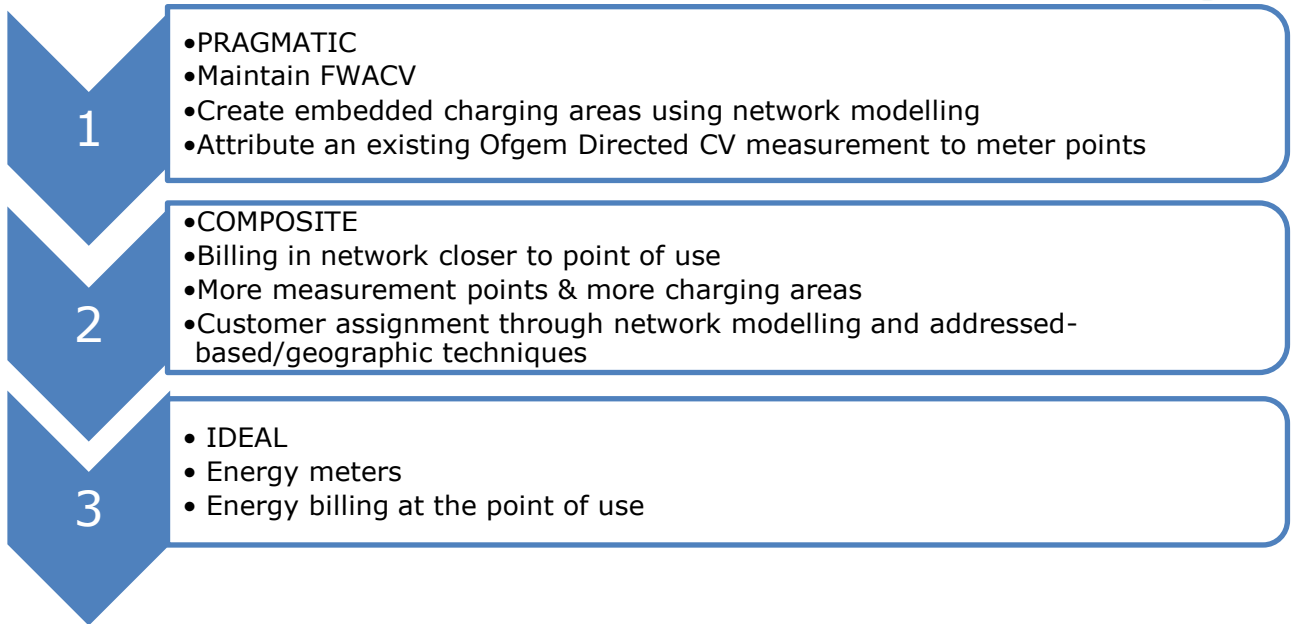 1
•PRAGMATIC
•Maintain FWACV
•Create embedded charging areas using network modelling
•Attribute an existing Ofgem Directed CV measurement to meter points
2
•COMPOSITE
•Billing in network closer to point of use
•More measurement points & more charging areas
•Customer assignment through network modelling and addressed-
based/geographic techniques
3
• IDEAL
• Energy meters
• Energy billing at the point of use